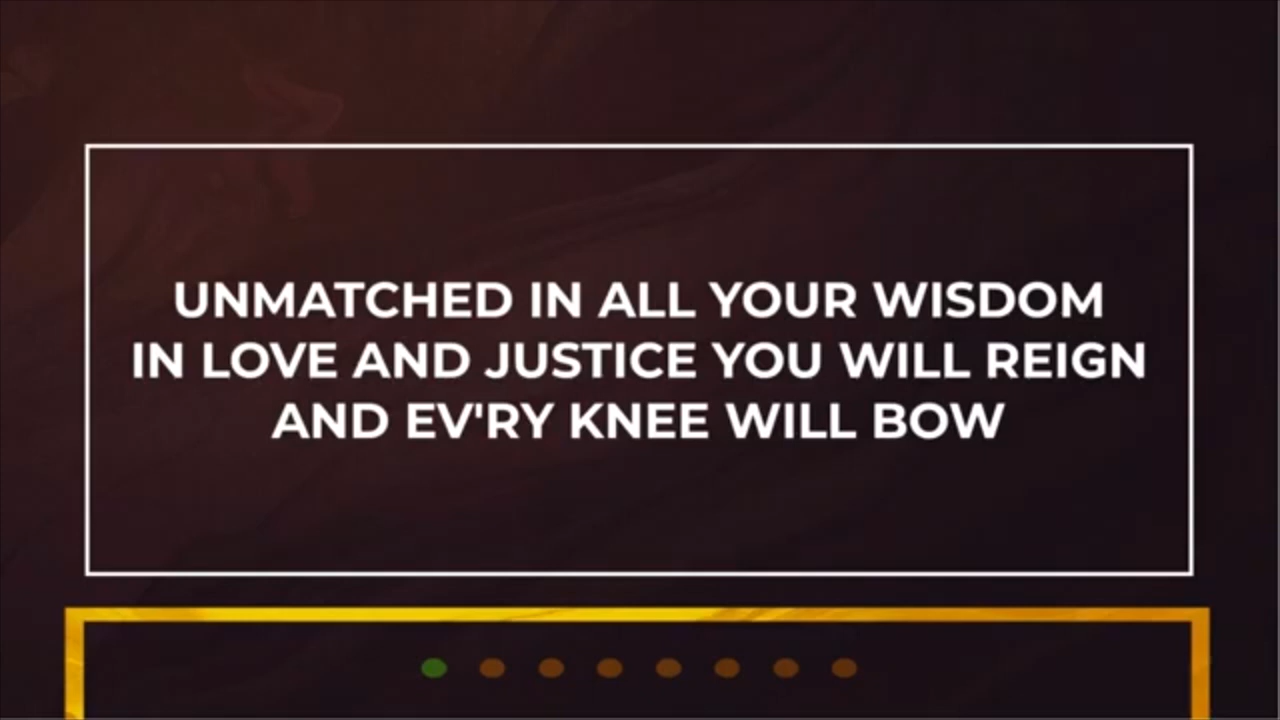 UNMATCHED IN ALL YOUR WISDOM
IN LOVE AND JUSTICE YOU WILL REIGN
AND EV'RY KNEE WILL BOW